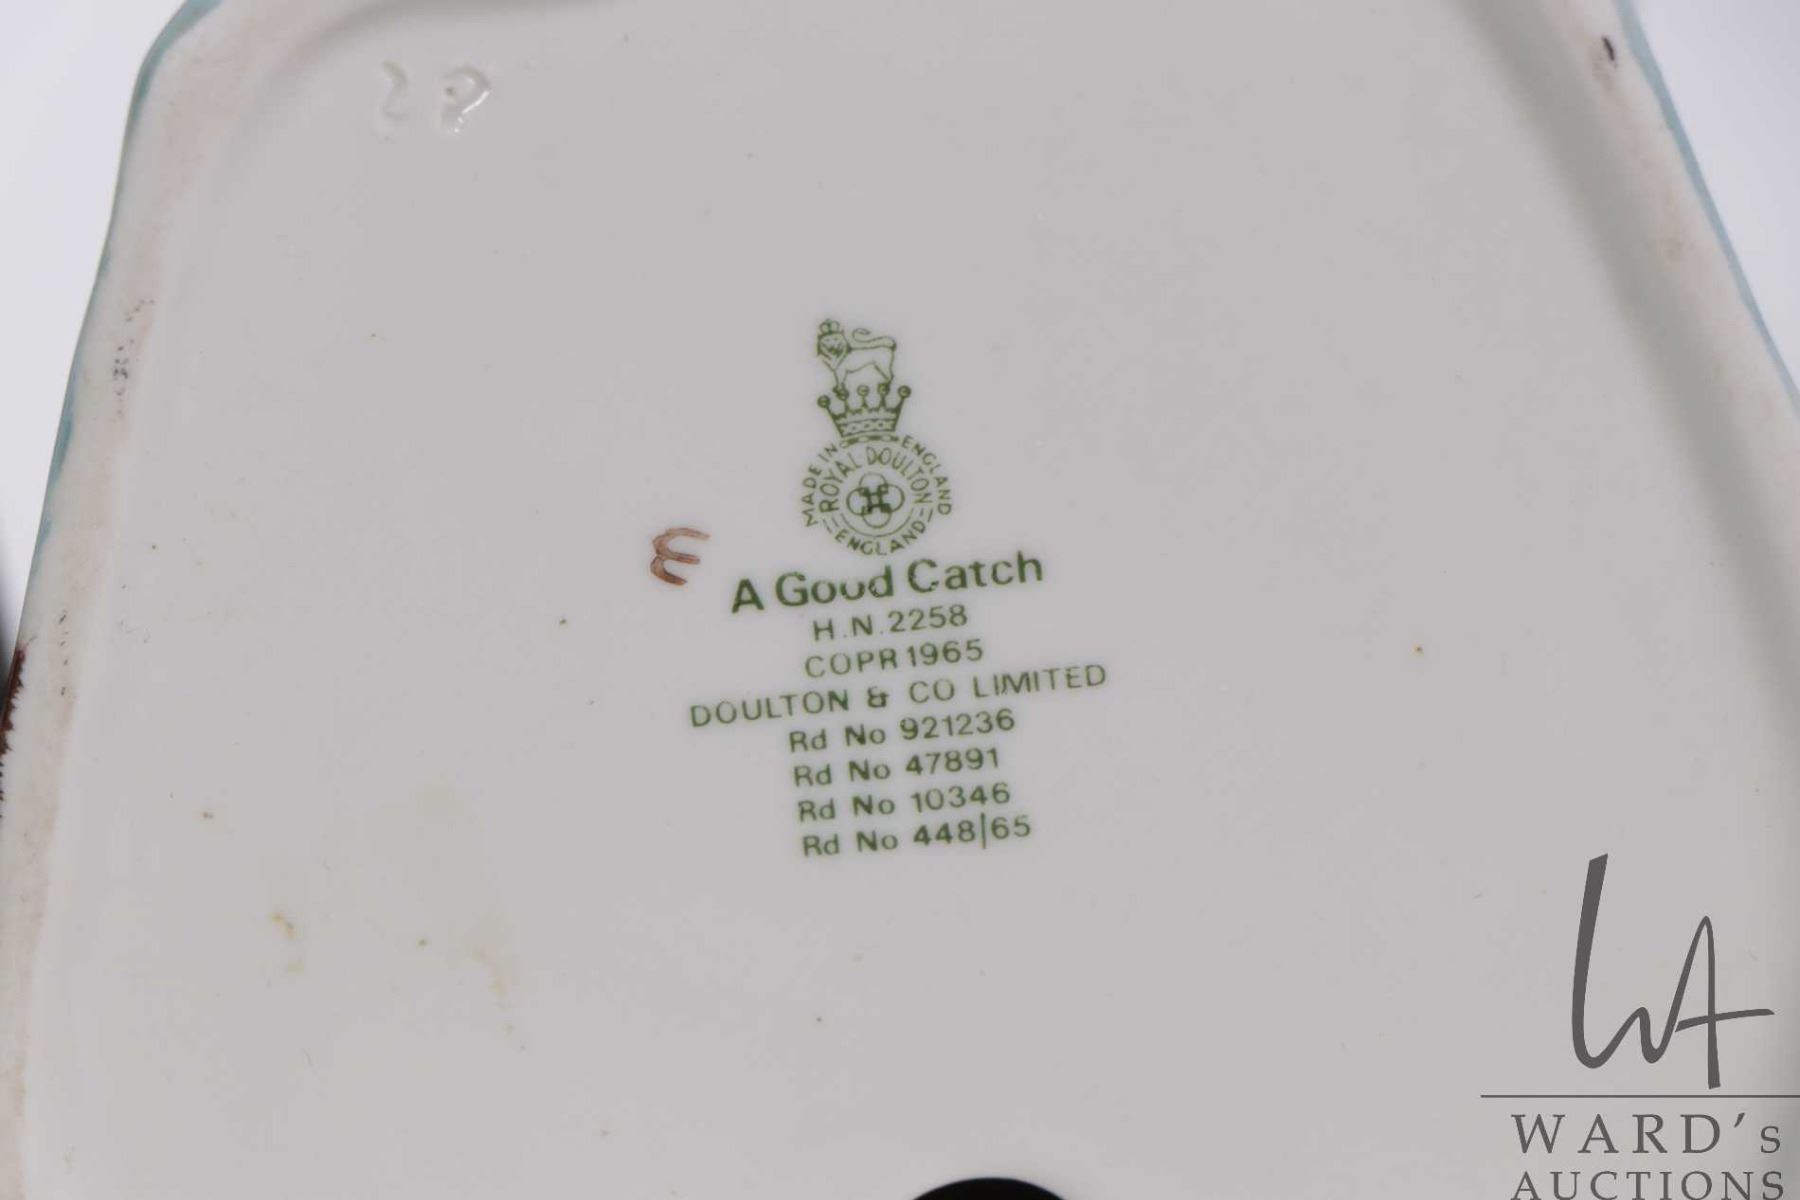 MADE IN ENGLAND
ROYAL DOULTON
ENGLAND
A Good Catch
H.N.2258
COPR 1965
DOULTON & CO LIMITED
Rd No 921236
Rd No 47891
Rd No 10346
Rd No 448|65
WARD's
AUCTIONS